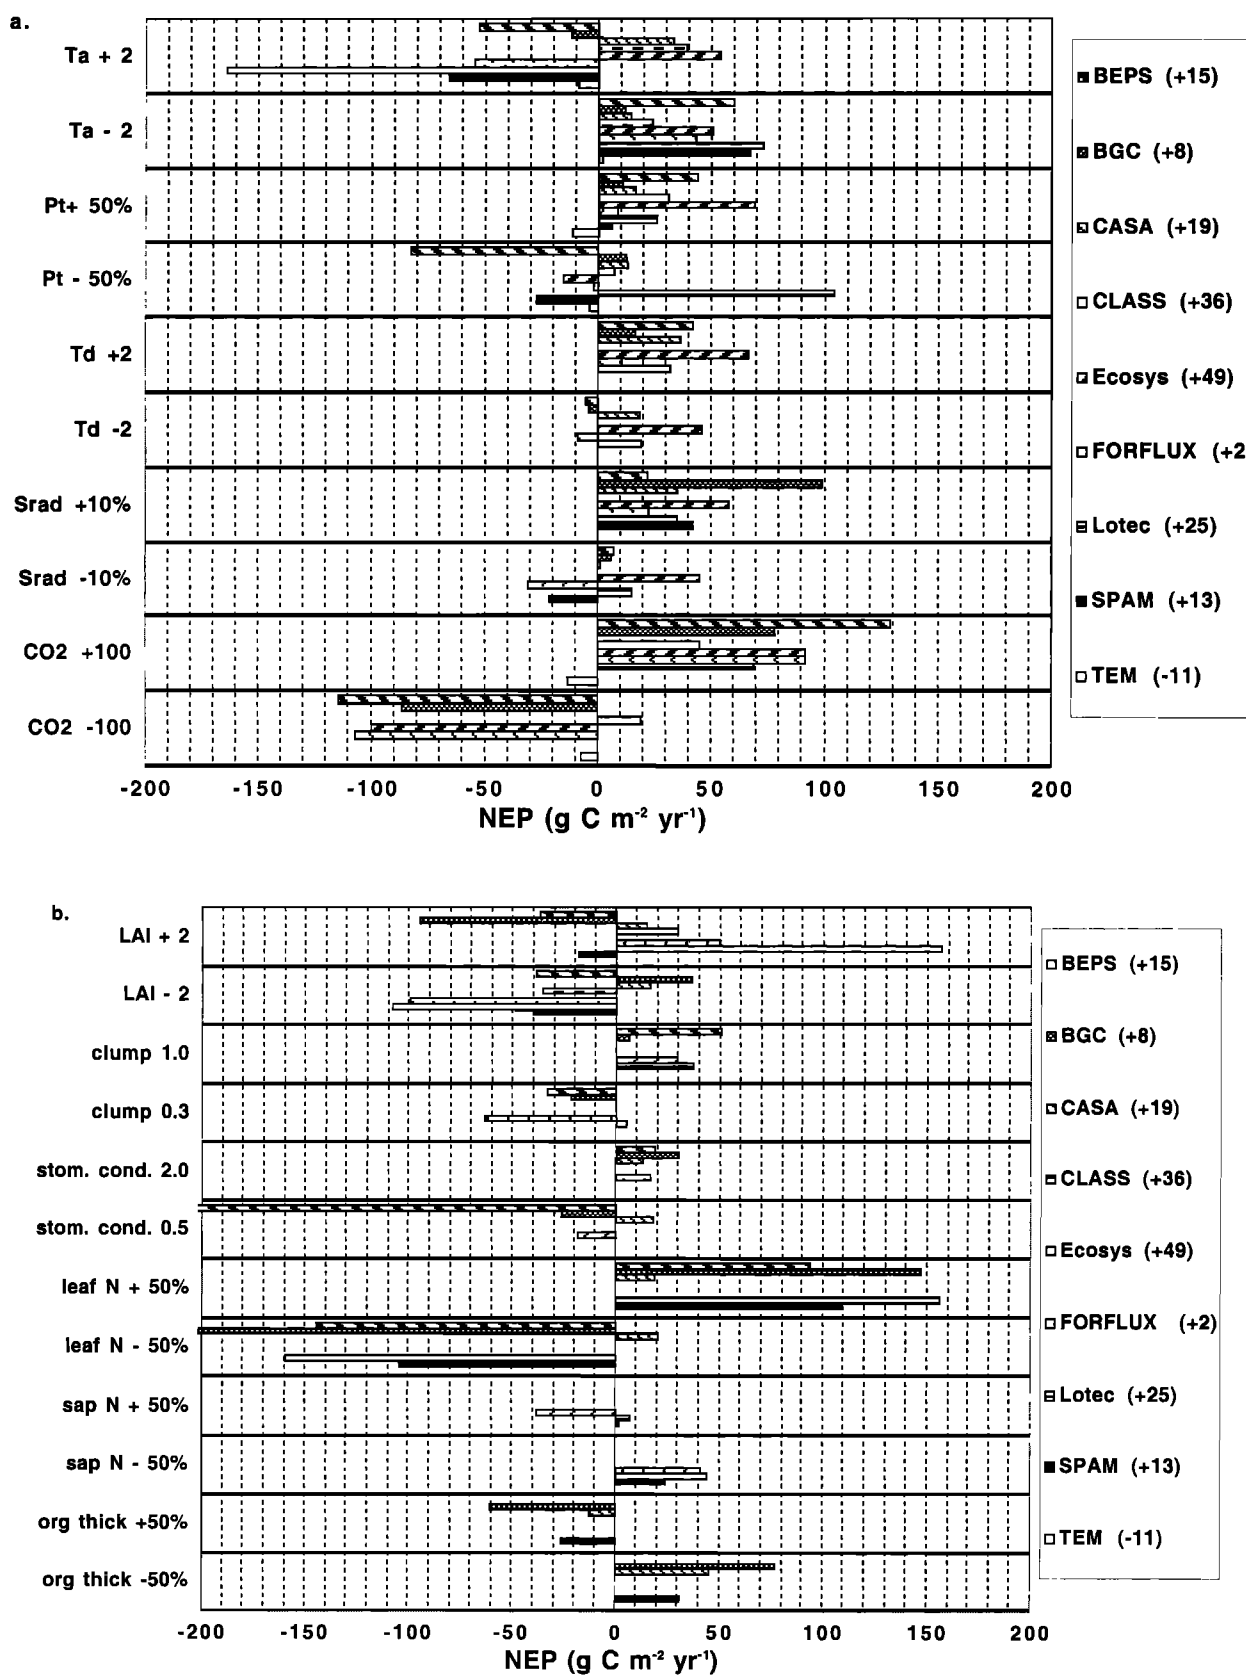 a.
Ta + 2
Ta - 2
Pt+ 50%
Pt - 50%
Td +2
Td -2
Srad +10%
Srad -10%
CO2 +100
CO2 -100
-200 -150 -100 -50 0 50 100 150 200
NEP (g C m⁻² yr⁻¹)
BEPS (+15)
BGC (+8)
CASA (+19)
CLASS (+36)
Ecosys (+49)
FORFLUX (+2
Lotec (+25)
SPAM (+13)
TEM (-11)
b.
LAI + 2
LAI - 2
clump 1.0
clump 0.3
stom. cond. 2.0
stom. cond. 0.5
leaf N + 50%
leaf N - 50%
sap N + 50%
sap N - 50%
org thick +50%
org thick -50%
-200 -150 -100 -50 0 50 100 150 200
NEP (g C m⁻² yr⁻¹)
BEPS (+15)
BGC (+8)
CASA (+19)
CLASS (+36)
Ecosys (+49)
FORFLUX (+2)
Lotec (+25)
SPAM (+13)
TEM (-11)